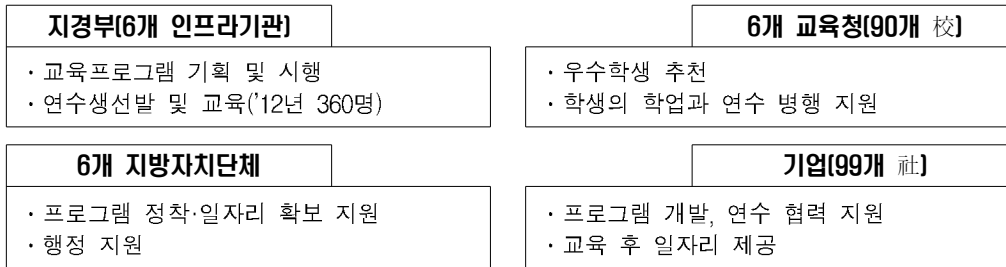 지경부(6개 인프라기관)
· 교육프로그램 기획 및 시행
· 연수생선발 및 교육('12년 360명)
6개 교육청(90개 校)
· 우수학생 추천
· 학생의 학업과 연수 병행 지원
6개 지방자치단체
· 프로그램 정착·일자리 확보 지원
· 행정 지원
기업(99개 社)
· 프로그램 개발, 연수 협력 지원
· 교육 후 일자리 제공